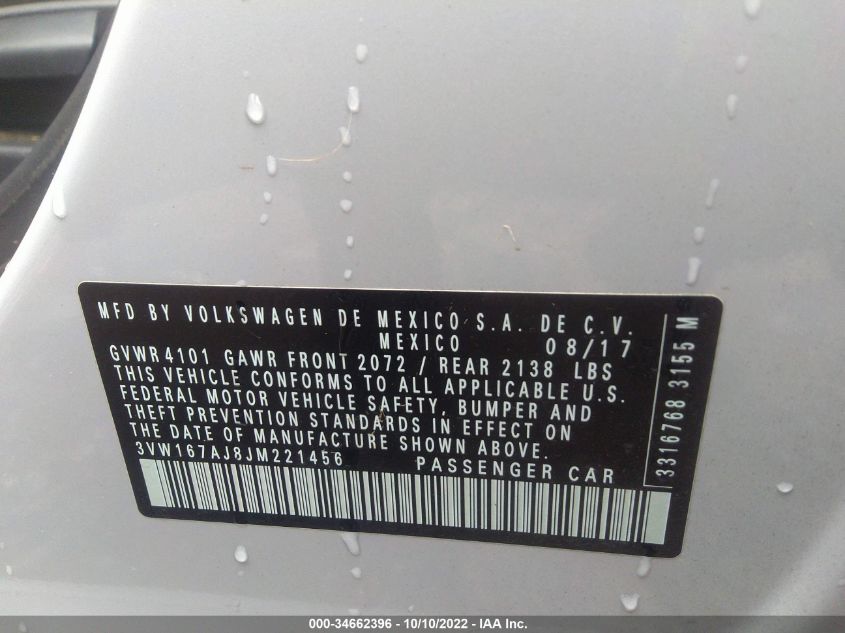 MFD BY VOLKSWAGEN DE MEXICO S.A. DE C.V.
MEXICO 08/17
GVWR 4101 GAWR FRONT 2072 / REAR 2138 LBS
THIS VEHICLE CONFORMS TO ALL APPLICABLE U.S.
FEDERAL MOTOR VEHICLE SAFETY, BUMPER AND
THEFT PREVENTION STANDARDS IN EFFECT ON
THE DATE OF MANUFACTURE SHOWN ABOVE.
3VW167AJ8JM221456 PASSENGER CAR
3316768 3155 M
000-34662396 - 10/10/2022 - IAA Inc.